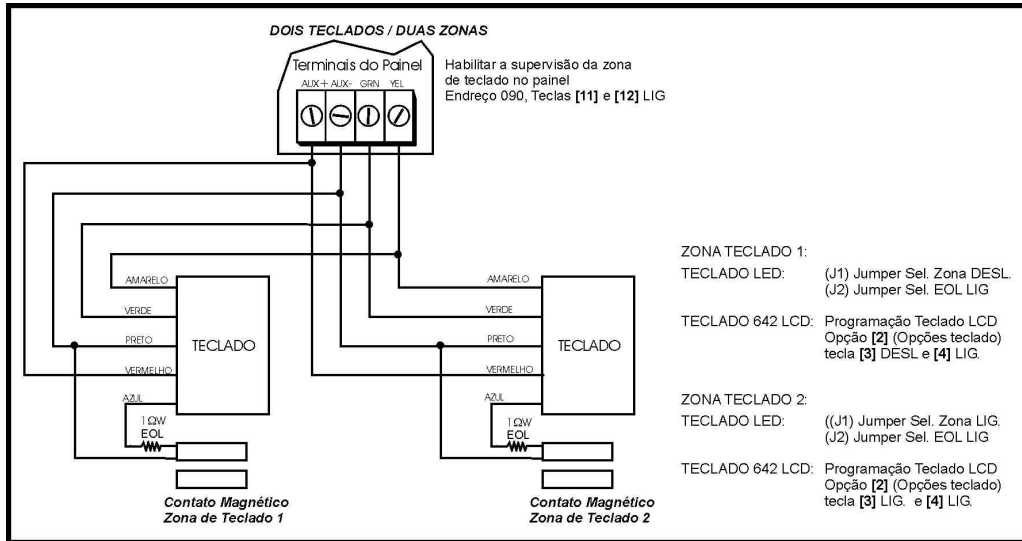 DOIS TECLADOS / DUAS ZONAS
Terminais do Painel
AUX+ AUX- GRN YEL
Habilitar a supervisão da zona
de teclado no painel
Endreço 090, Teclas [11] e [12] LIG
AMARELO
VERDE
PRETO
VERMELHO
AZUL
TECLADO
1ΩW
EOL
Contato Magnético
Zona de Teclado 1
AMARELO
VERDE
PRETO
VERMELHO
AZUL
TECLADO
1ΩW
EOL
Contato Magnético
Zona de Teclado 2
ZONA TECLADO 1:
TECLADO LED: (J1) Jumper Sel. Zona DESL.
(J2) Jumper Sel. EOL LIG
TECLADO 642 LCD: Programação Teclado LCD
Opção [2] (Opções teclado)
tecla [3] DESL e [4] LIG.
ZONA TECLADO 2:
TECLADO LED: ((J1) Jumper Sel. Zona LIG.
(J2) Jumper Sel. EOL LIG
TECLADO 642 LCD: Programação Teclado LCD
Opção [2] (Opções teclado)
tecla [3] LIG. e [4] LIG.